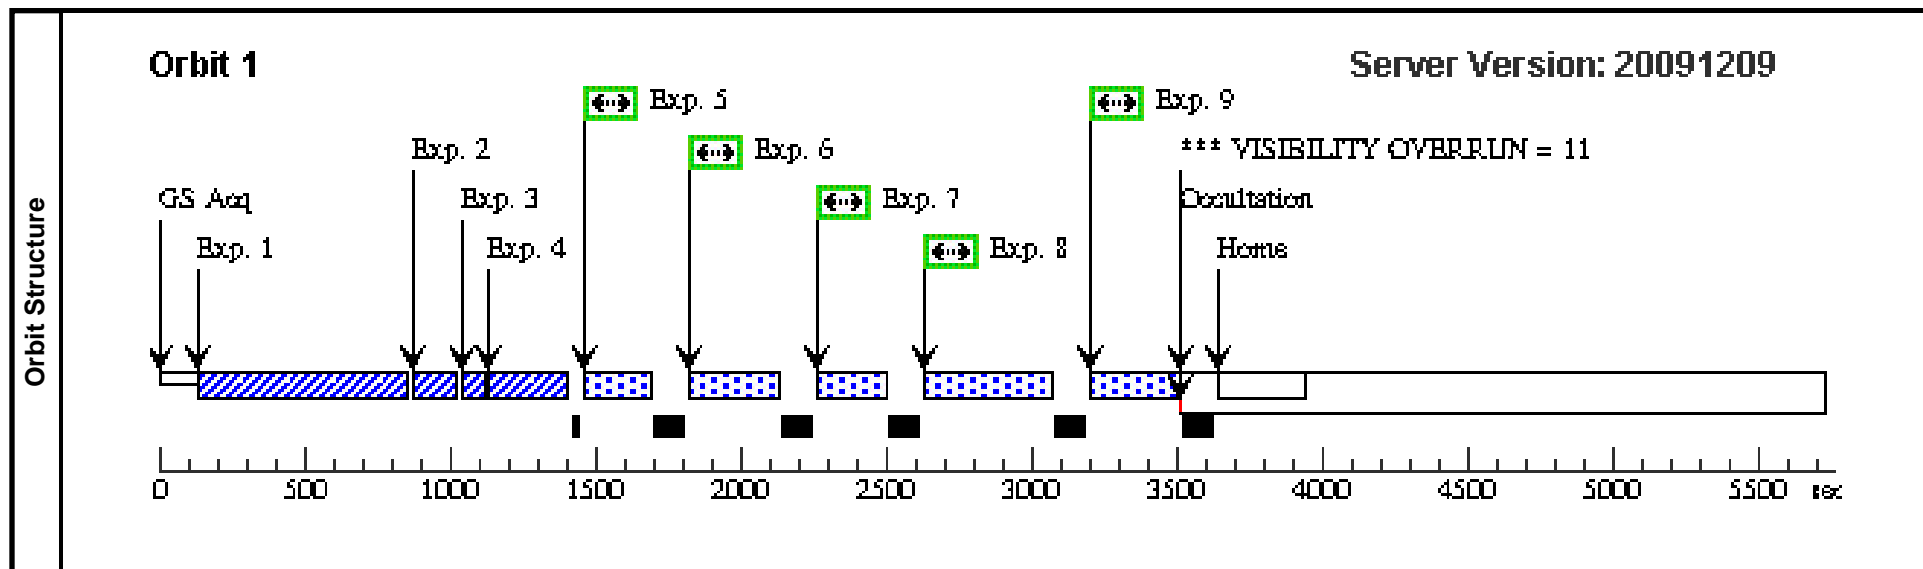 Orbit Structure
Orbit 1
Server Version: 20091209
Exp. 5
Exp. 9
Exp. 2
Exp. 6
*** VISIBILITY OVERRUN = 11
GS Acq
Exp. 3
Exp. 7
Occultation
Exp. 1
Exp. 4
Exp. 8
Home
0 500 1000 1500 2000 2500 3000 3500 4000 4500 5000 5500 sec